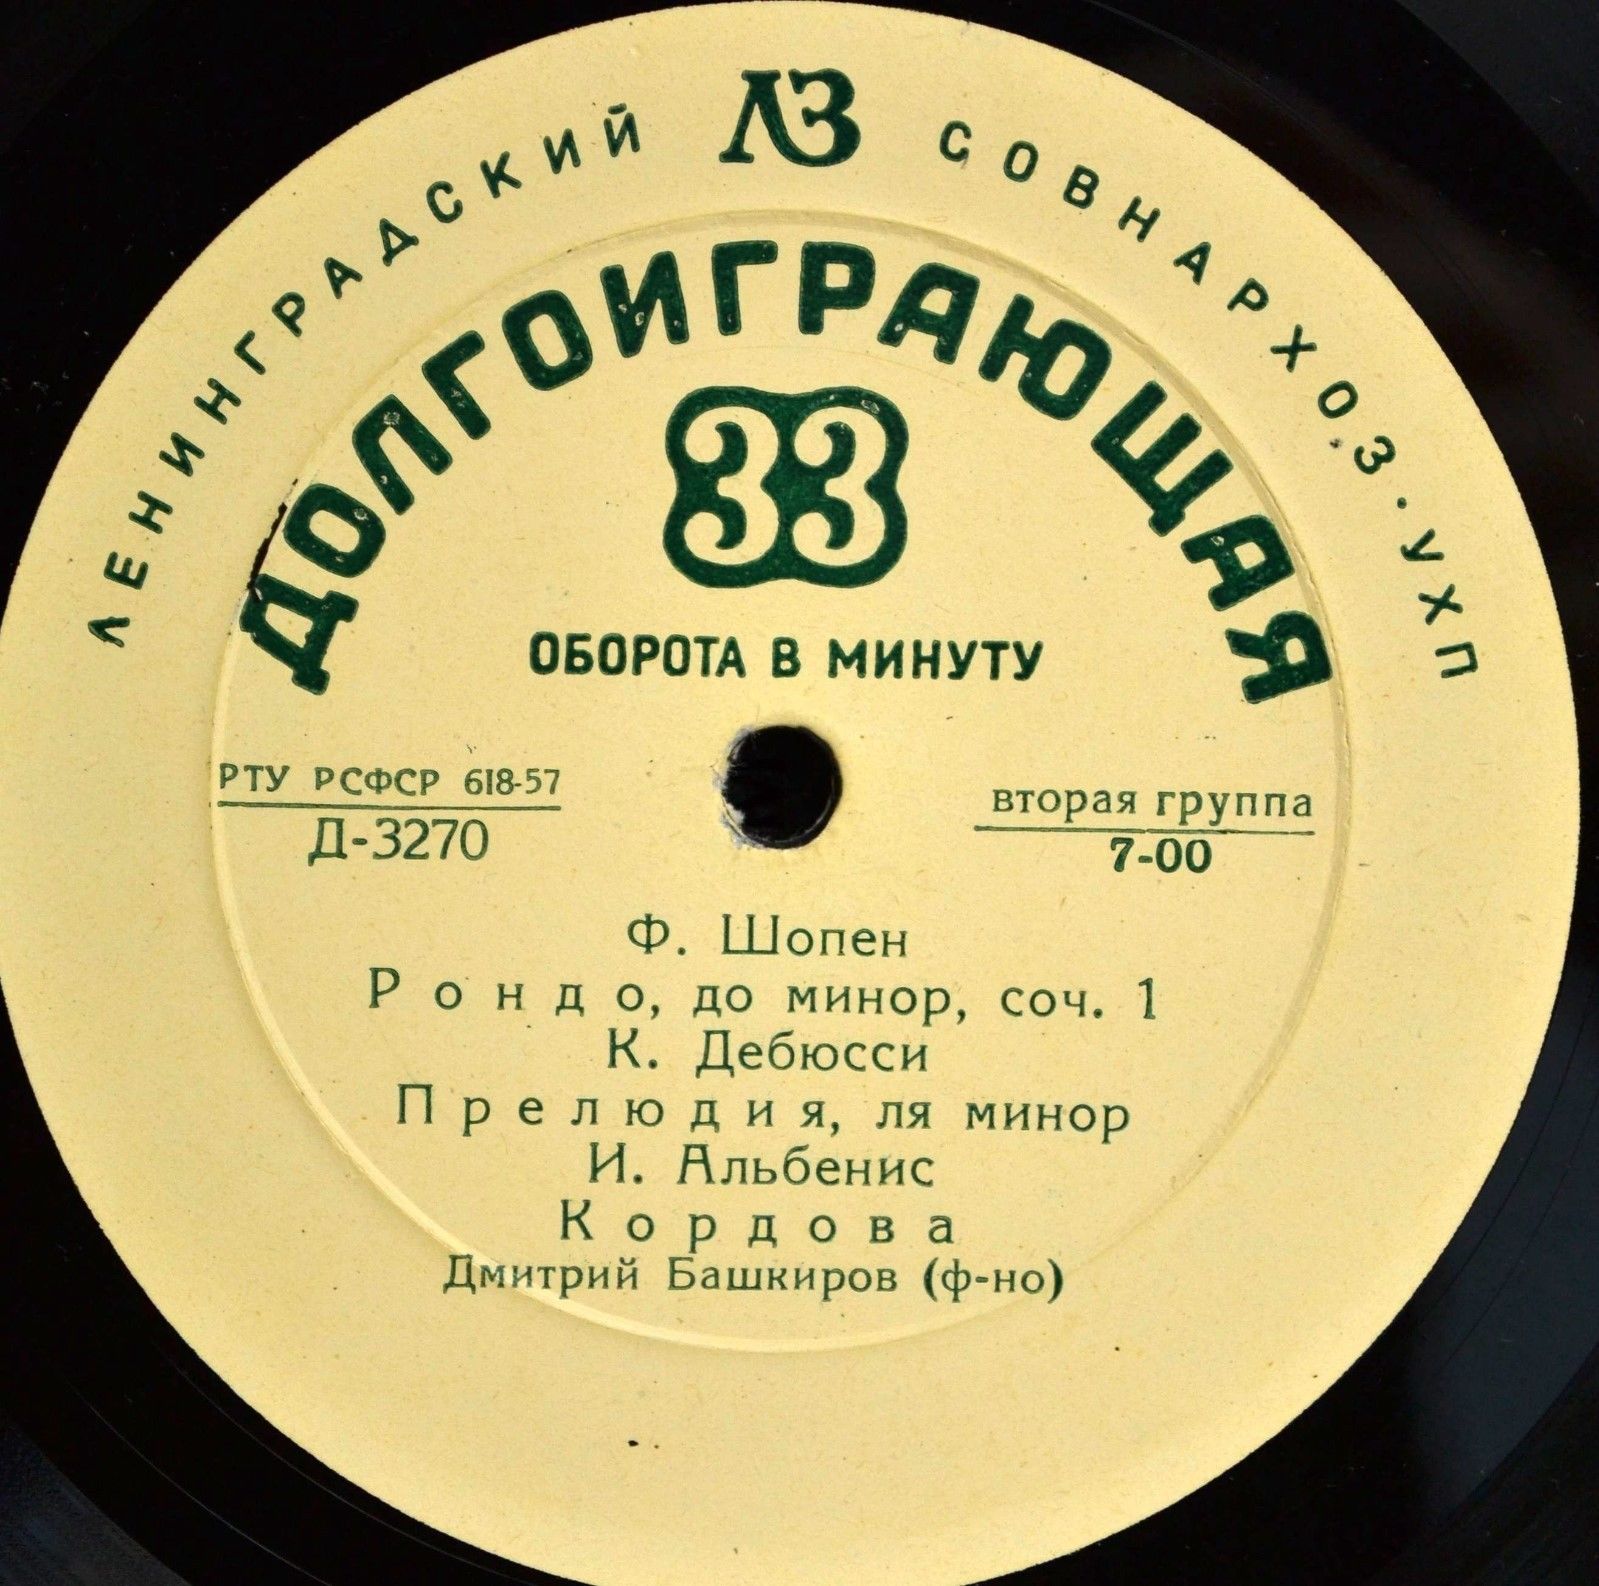 ЛЕНИНГРАДСКИЙ ЛЗ СОВНАРХОЗ·УХП
ДОЛГОИГРАЮЩАЯ
33
ОБОРОТА В МИНУТУ
РТУ РСФСР 618-57
Д-3270
вторая группа
7-00
Ф. Шопен
Рондо, до минор, соч. 1
К. Дебюсси
Прелюдия, ля минор
И. Альбенис
Кордова
Дмитрий Башкиров (ф-но)